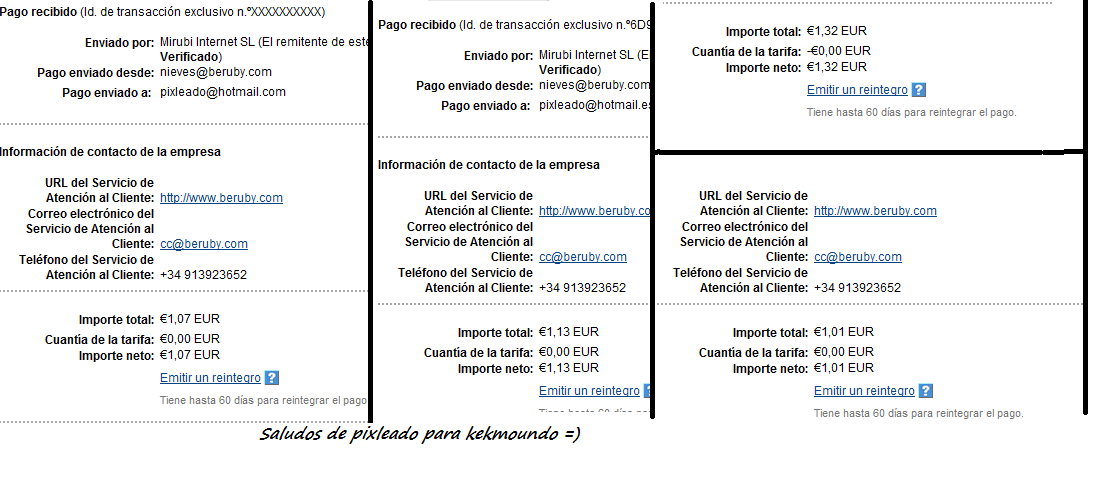 Pago recibido (Id. de transacción exclusivo n.ºXXXXXXXXXX)
Enviado por: Mirubi Internet SL (El remitente de este
Verificado)
Pago enviado desde: nieves@beruby.com
Pago enviado a: pixleado@hotmail.com
Información de contacto de la empresa
URL del Servicio de
Atención al Cliente: http://www.beruby.com
Correo electrónico del
Servicio de Atención al
Cliente: cc@beruby.com
Teléfono del Servicio de
Atención al Cliente: +34 913923652
Importe total: €1,07 EUR
Cuantía de la tarifa: €0,00 EUR
Importe neto: €1,07 EUR
Emitir un reintegro ?
Tiene hasta 60 días para reintegrar el pago
Pago recibido (Id. de transacción exclusivo n.º6D9
Enviado por: Mirubi Internet SL (E
Verificado)
Pago enviado desde: nieves@beruby.com
Pago enviado a: pixleado@hotmail.es
Información de contacto de la empresa
URL del Servicio de
Atención al Cliente: http://www.beruby.co
Correo electrónico del
Servicio de Atención al
Cliente: cc@beruby.com
Teléfono del Servicio de
Atención al Cliente: +34 913923652
Importe total: €1,13 EUR
Cuantía de la tarifa: €0,00 EUR
Importe neto: €1,13 EUR
Emitir un reintegro ?
Importe total: €1,32 EUR
Cuantía de la tarifa: -€0,00 EUR
Importe neto: €1,32 EUR
Emitir un reintegro ?
Tiene hasta 60 días para reintegrar el pago.
URL del Servicio de
Atención al Cliente: http://www.beruby.com
Correo electrónico del
Servicio de Atención al
Cliente: cc@beruby.com
Teléfono del Servicio de
Atención al Cliente: +34 913923652
Importe total: €1,01 EUR
Cuantía de la tarifa: €0,00 EUR
Importe neto: €1,01 EUR
Emitir un reintegro ?
Tiene hasta 60 días para reintegrar el pago.
Saludos de pixleado para kekmoundo =)